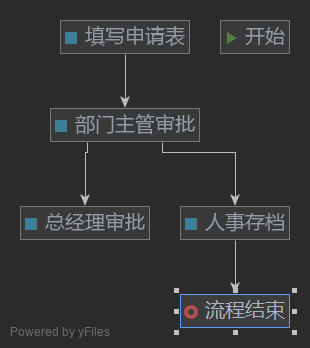 填写申请表
开始
部门主管审批
总经理审批
人事存档
流程结束
Powered by yFiles